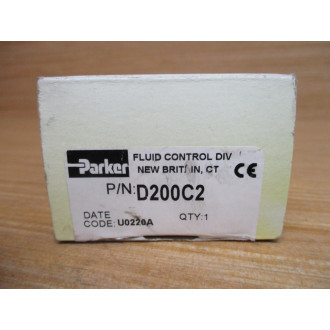 Parker
FLUID CONTROL DIV
NEW BRITAIN, CT
CE
P/N: D200C2
DATE CODE: U0220A
QTY: 1